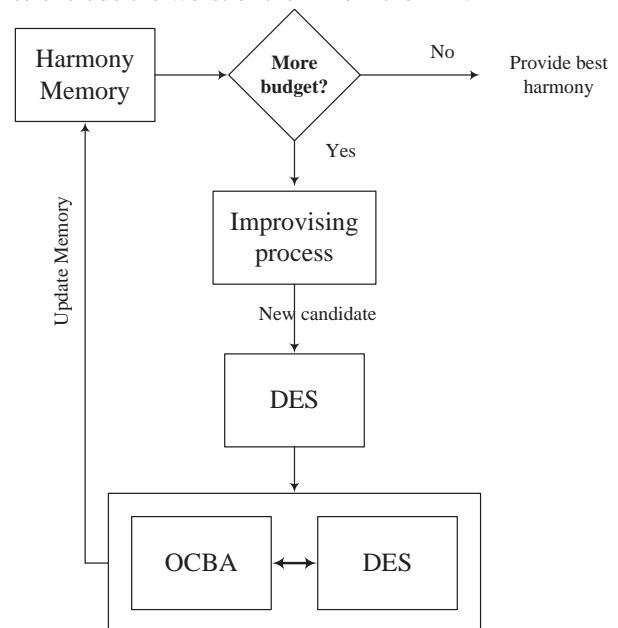 Harmony
Memory
More
budget?
No
Provide best
harmony
Yes
Improvising
process
New candidate
DES
Update Memory
OCBA
DES